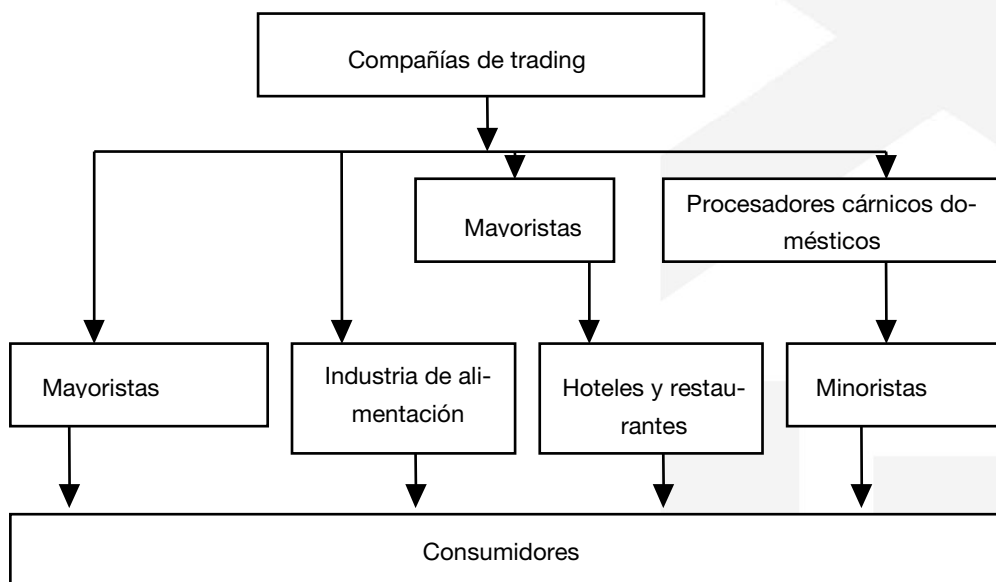 Compañías de trading
Mayoristas
Procesadores cárnicos do-
mésticos
Mayoristas
Industria de ali-
mentación
Hoteles y restau-
rantes
Minoristas
Consumidores